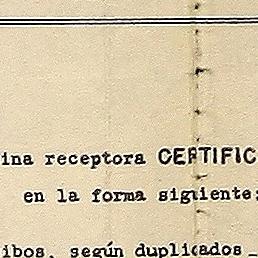 ina receptora CERTIFIC
en la forma siguiente:
ibos, según duplicados